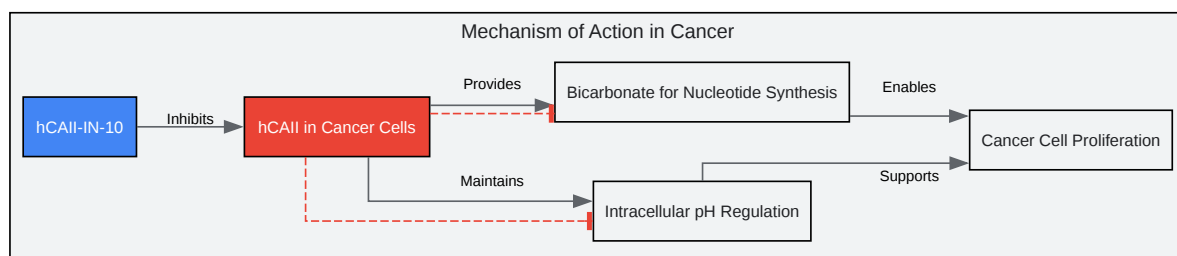 Mechanism of Action in Cancer
hCAII-IN-10
Inhibits
hCAII in Cancer Cells
Provides
Bicarbonate for Nucleotide Synthesis
Enables
Cancer Cell Proliferation
Maintains
Intracellular pH Regulation
Supports